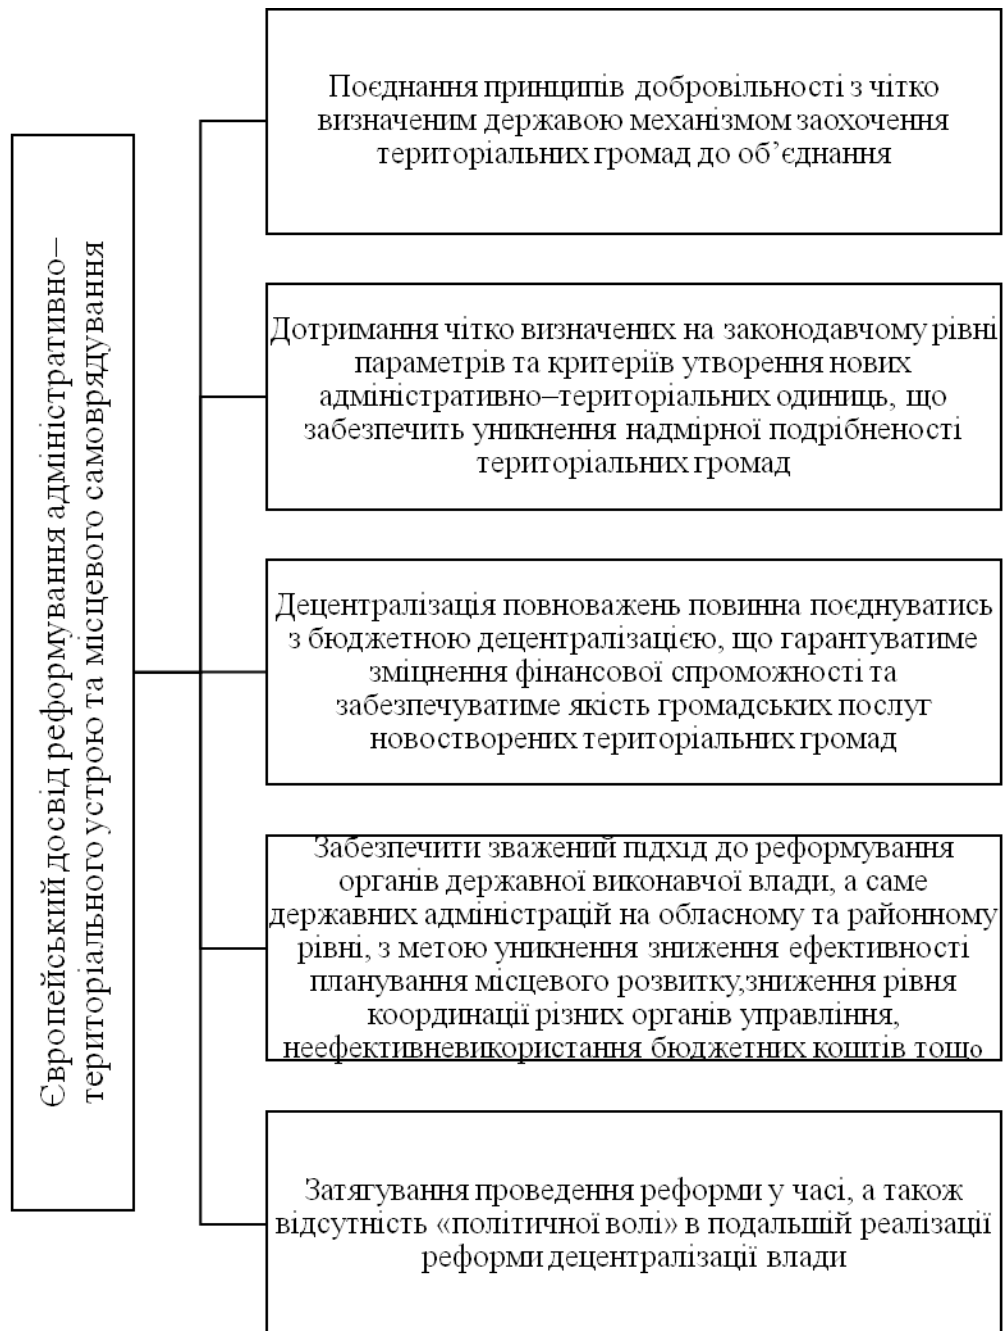 Європейський досвід реформування адміністративно–
територіального устрою та місцевого самоврядування
Поєднання принципів добровільності з чітко
визначеним державою механізмом заохочення
територіальних громад до об’єднання
Дотримання чітко визначених на законодавчому рівні
параметрів та критеріїв утворення нових
адміністративно–територіальних одиниць, що
забезпечить уникнення надмірної подрібненості
територіальних громад
Децентралізація повноважень повинна поєднуватись
з бюджетною децентралізацією, що гарантуватиме
зміцнення фінансової спроможності та
забезпечуватиме якість громадських послуг
новостворених територіальних громад
Забезпечити зважений підхід до реформування
органів державної виконавчої влади, а саме
державних адміністрацій на обласному та районному
рівні, з метою уникнення зниження ефективності
планування місцевого розвитку,зниження рівня
координації різних органів управління,
неефективневикористання бюджетних коштів тощо
Затягування проведення реформи у часі, а також
відсутність «політичної волі» в подальшій реалізації
реформи децентралізації влади